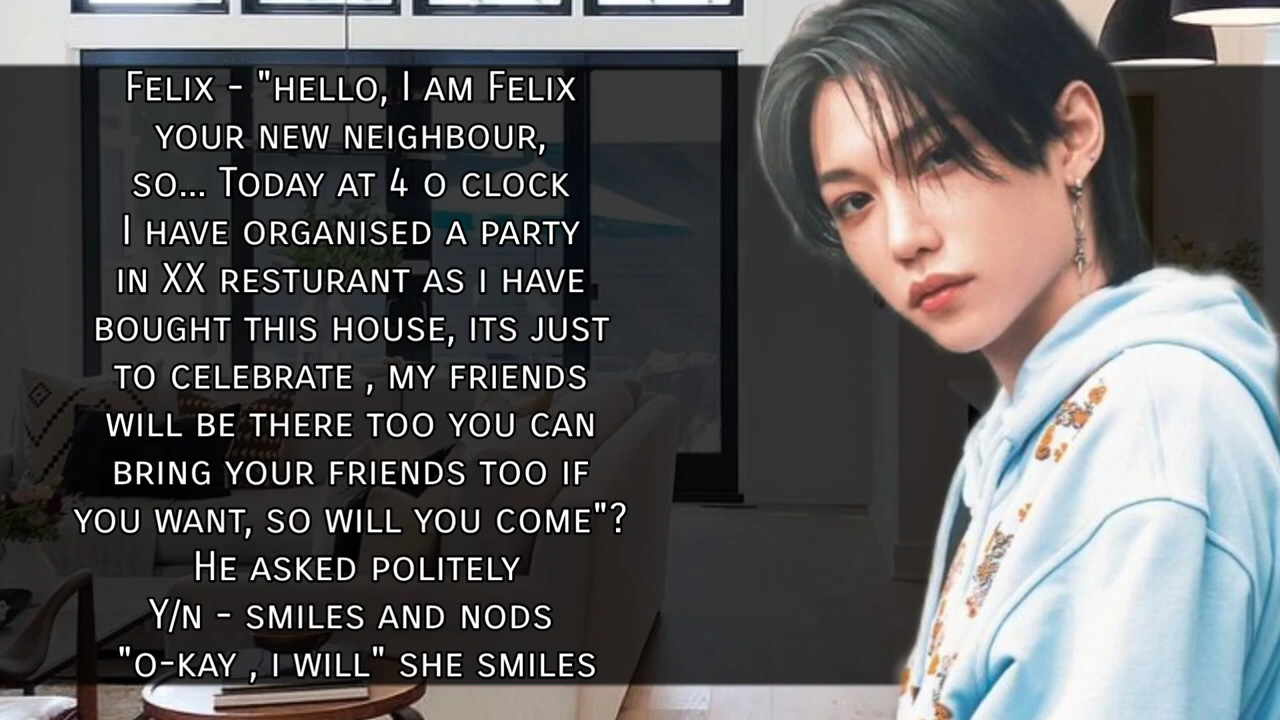 Felix - "hello, I am Felix
your new neighbour,
so... Today at 4 o clock
I have organised a party
in XX resturant as i have
bought this house, its just
to celebrate , my friends
will be there too you can
bring your friends too if
you want, so will you come"?
He asked politely
Y/n - smiles and nods
"o-kay , i will" she smiles